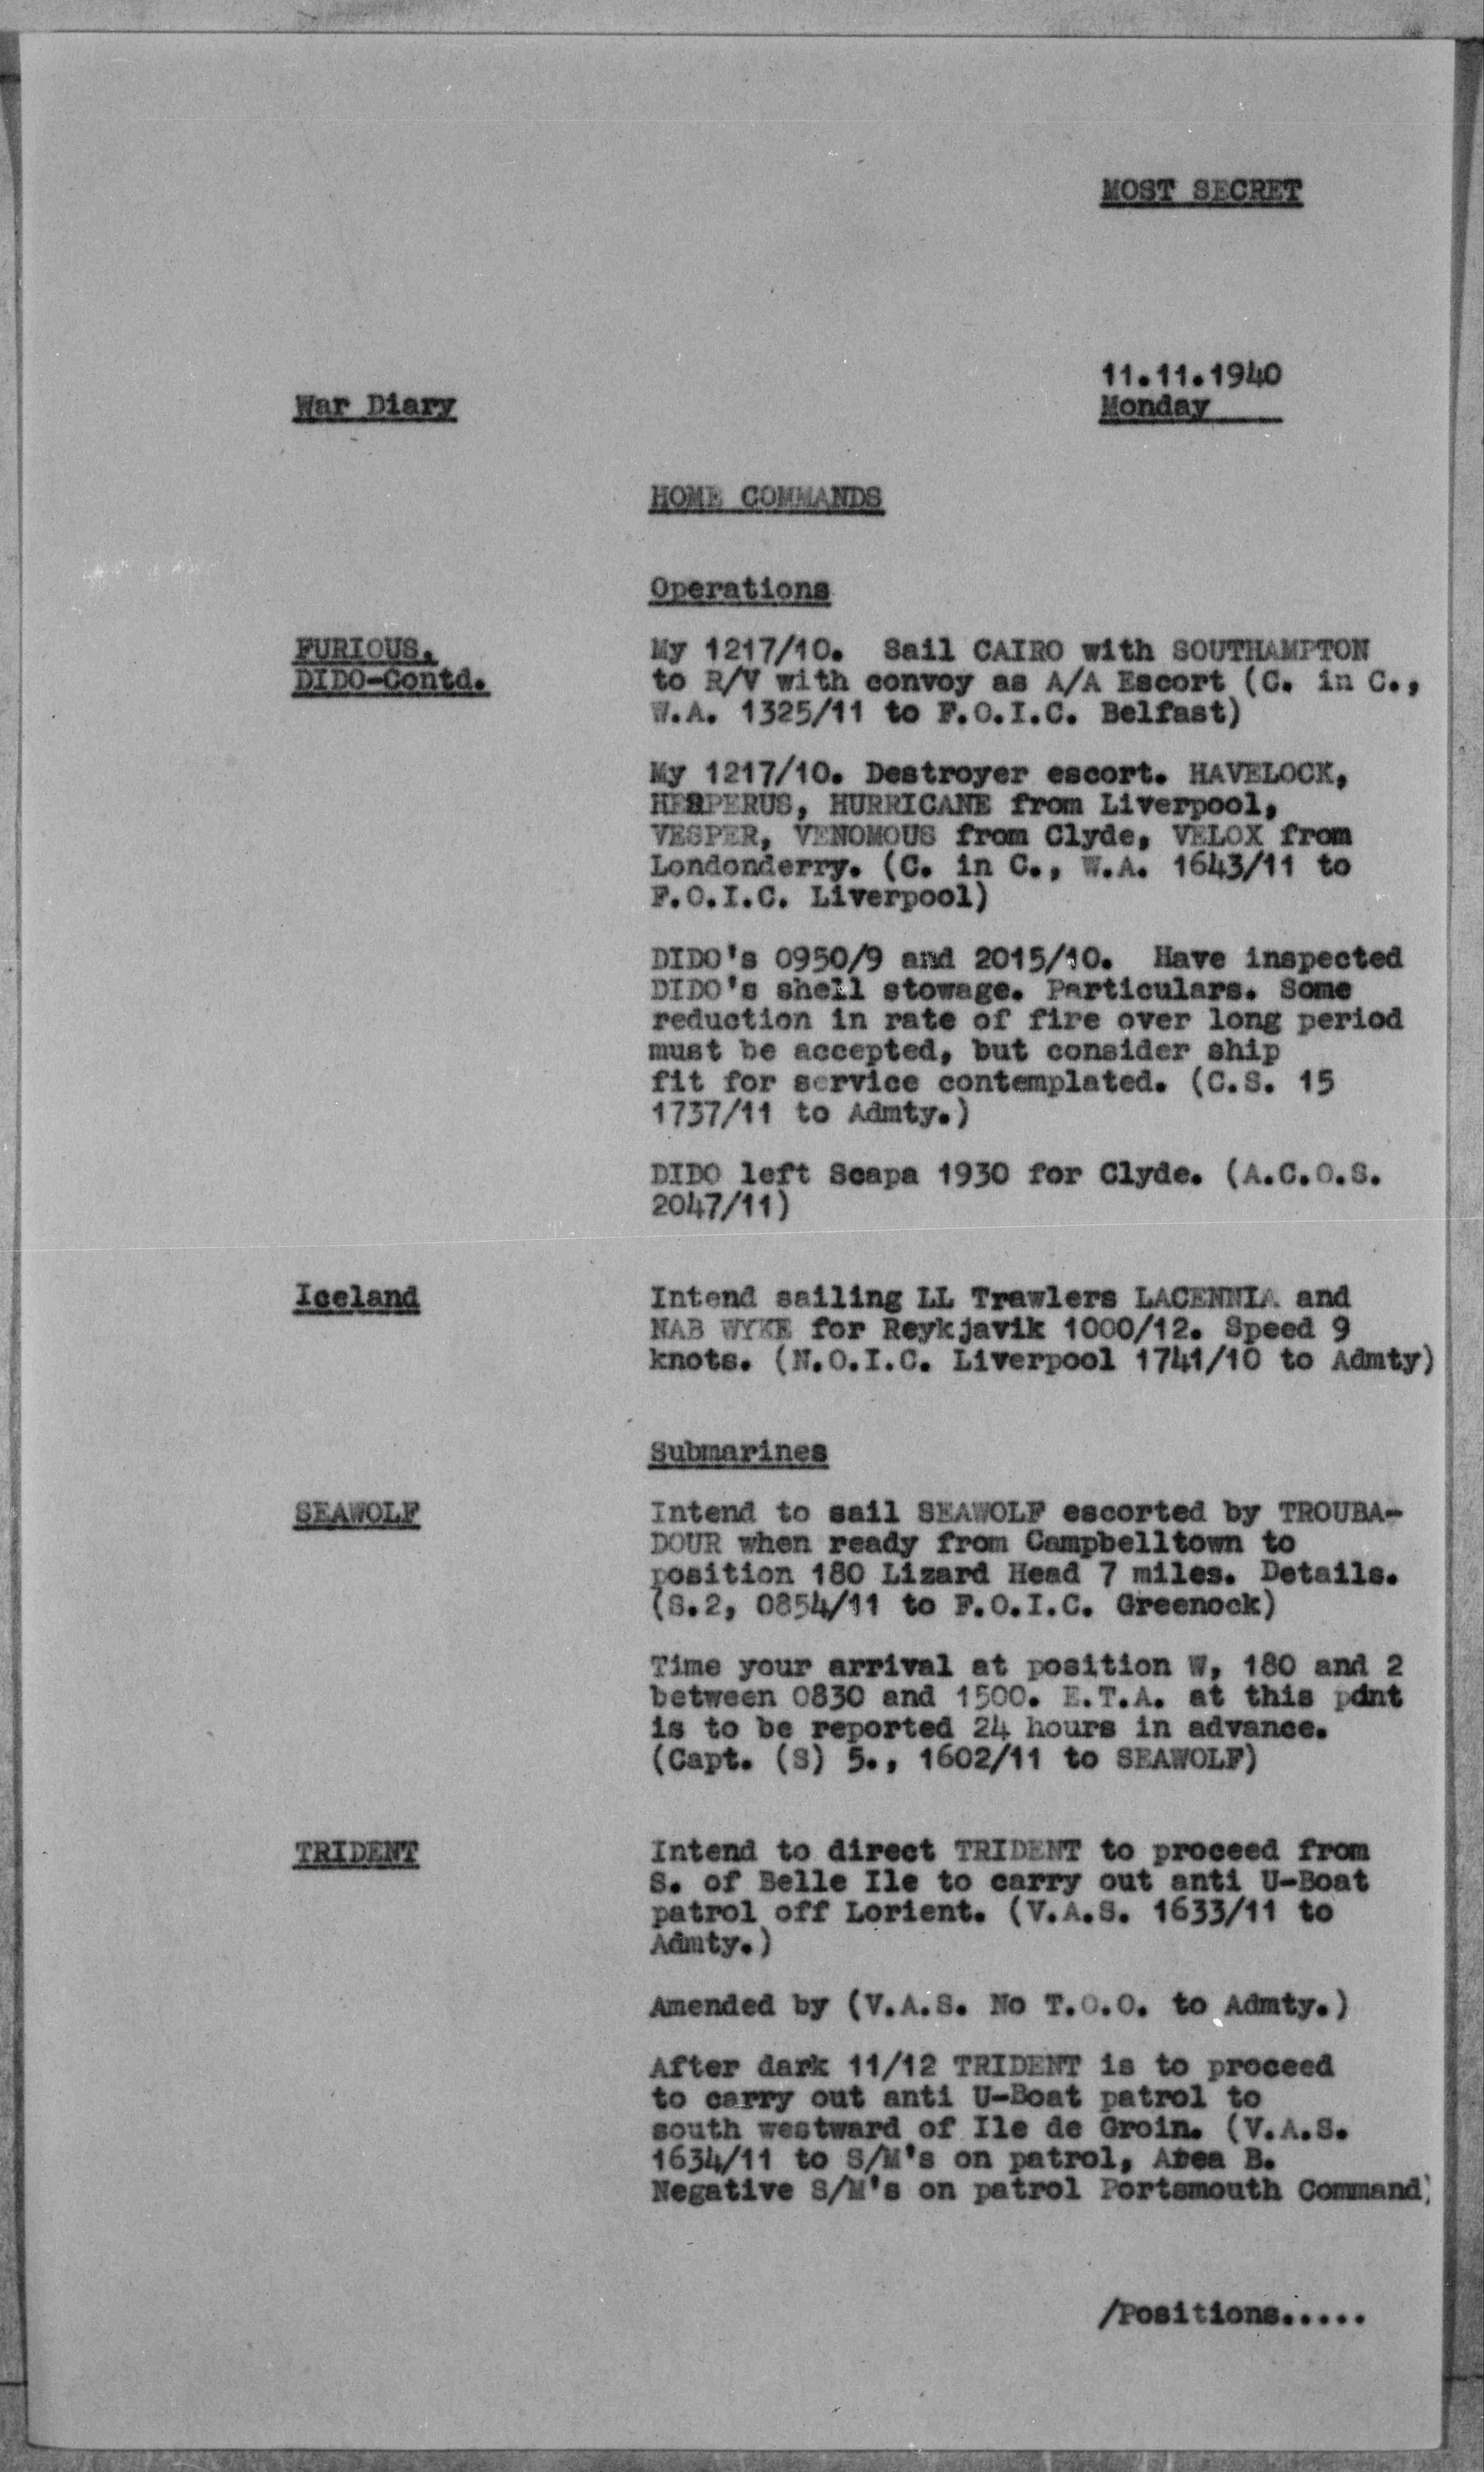 MOST SECRET
11.11.1940
War Diary
Monday
HOME COMMANDS
Operations
FURIOUS,
DIDO-Contd.
My 1217/10. Sail CAIRO with SOUTHAMPTON
to R/V with convoy as A/A Escort (C. in C.,
W.A. 1325/11 to F.O.I.C. Belfast)
My 1217/10. Destroyer escort. HAVELOCK,
HESPERUS, HURRICANE from Liverpool,
VESPER, VENOMOUS from Clyde, VELOX from
Londonderry. (C. in C., W.A. 1643/11 to
F.O.I.C. Liverpool)
DIDO's 0950/9 and 2015/10. Have inspected
DIDO's shell stowage. Particulars. Some
reduction in rate of fire over long period
must be accepted, but consider ship
fit for service contemplated. (C.S. 15
1737/11 to Admty.)
DIDO left Scapa 1930 for Clyde. (A.C.O.S.
2047/11)
Iceland
Intend sailing LL Trawlers LACENNIA and
NAB WYKE for Reykjavik 1000/12. Speed 9
knots. (N.O.I.C. Liverpool 1741/10 to Admty)
Submarines
SEAWOLF
Intend to sail SEAWOLF escorted by TROUBA-
DOUR when ready from Campbelltown to
position 180 Lizard Head 7 miles. Details.
(S.2, 0854/11 to F.O.I.C. Greenock)
Time your arrival at position W, 180 and 2
between 0830 and 1500. E.T.A. at this pdnt
is to be reported 24 hours in advance.
(Capt. (S) 5., 1602/11 to SEAWOLF)
TRIDENT
Intend to direct TRIDENT to proceed from
S. of Belle Ile to carry out anti U-Boat
patrol off Lorient. (V.A.S. 1633/11 to
Admty.)
Amended by (V.A.S. No T.O.O. to Admty.)
After dark 11/12 TRIDENT is to proceed
to carry out anti U-Boat patrol to
south westward of Ile de Groin. (V.A.S.
1634/11 to S/M's on patrol, Area B.
Negative S/M's on patrol Portsmouth Command)
/Positions.....